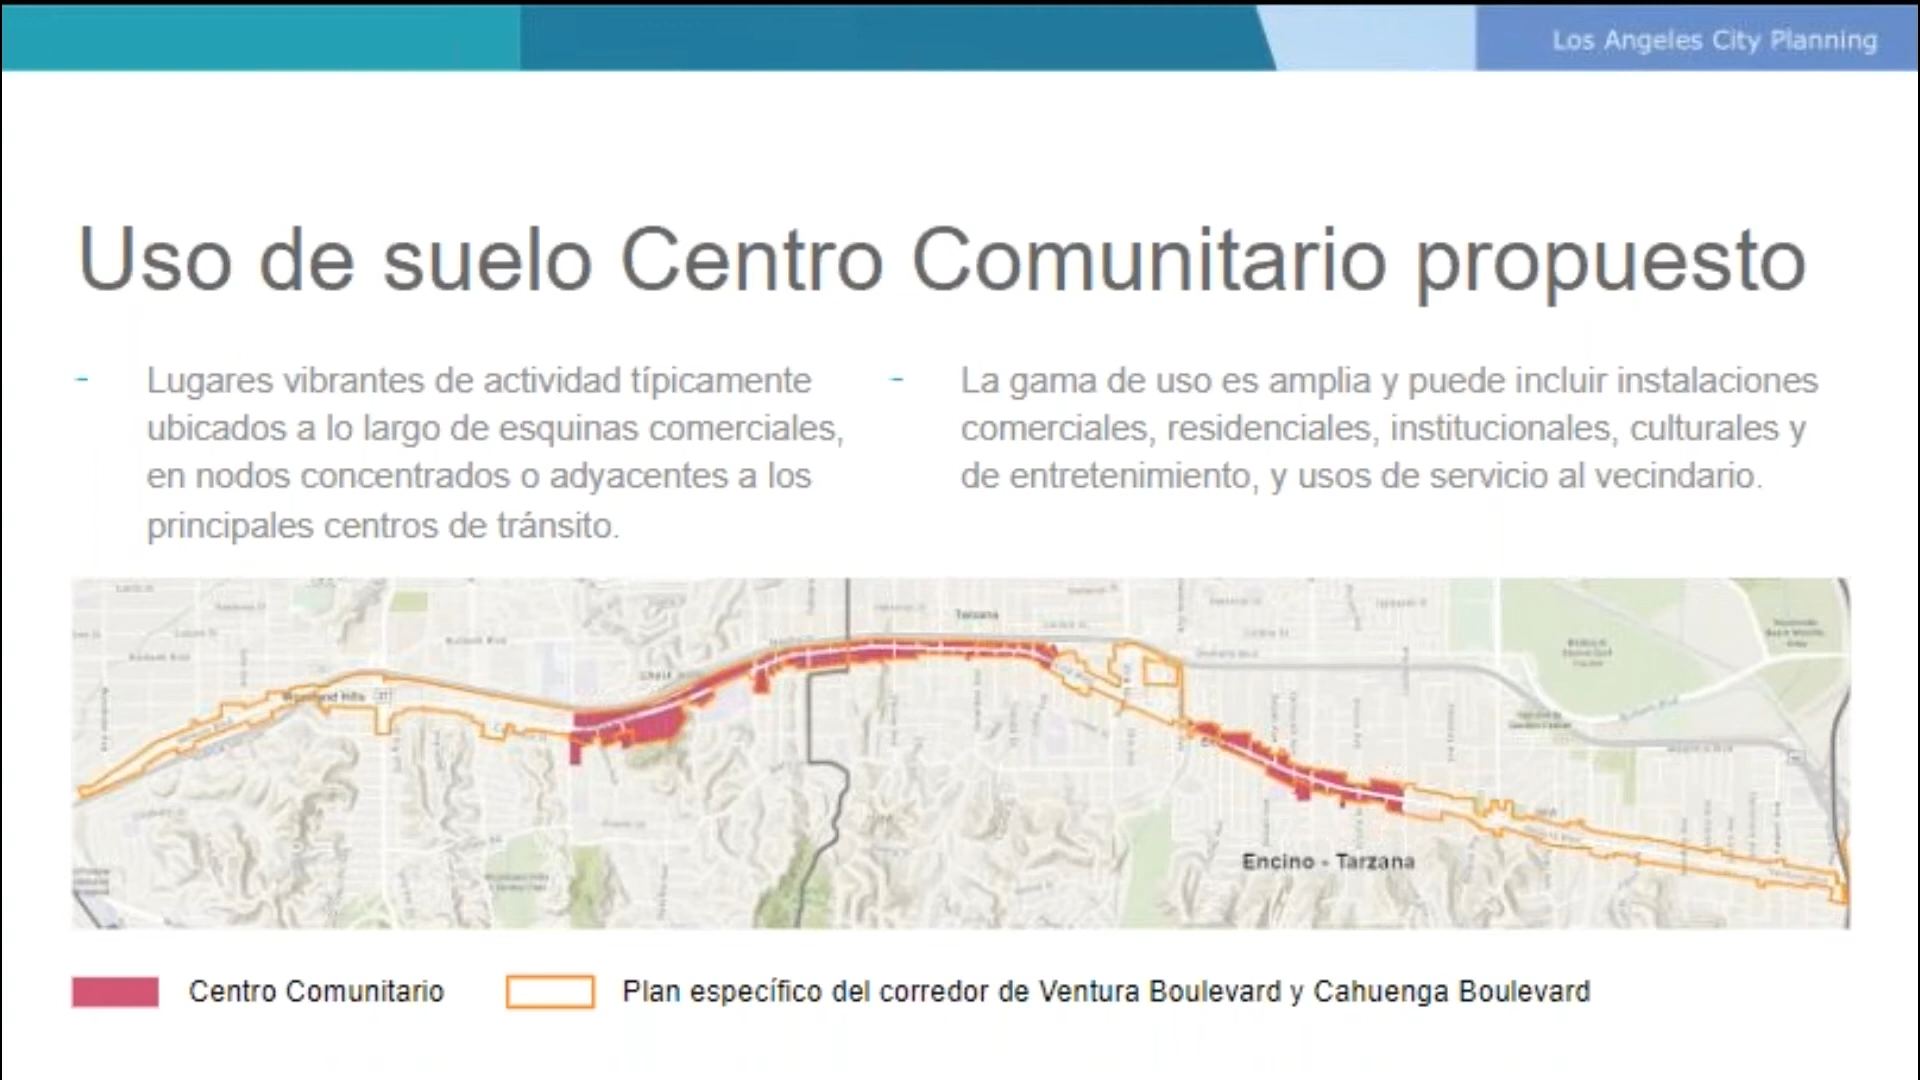 Los Angeles City Planning
Uso de suelo Centro Comunitario propuesto
- Lugares vibrantes de actividad típicamente
ubicados a lo largo de esquinas comerciales,
en nodos concentrados o adyacentes a los
principales centros de tránsito.
- La gama de uso es amplia y puede incluir instalaciones
comerciales, residenciales, institucionales, culturales y
de entretenimiento, y usos de servicio al vecindario.
Tarzana
Woodland Hills
Encino - Tarzana
Centro Comunitario
Plan específico del corredor de Ventura Boulevard y Cahuenga Boulevard